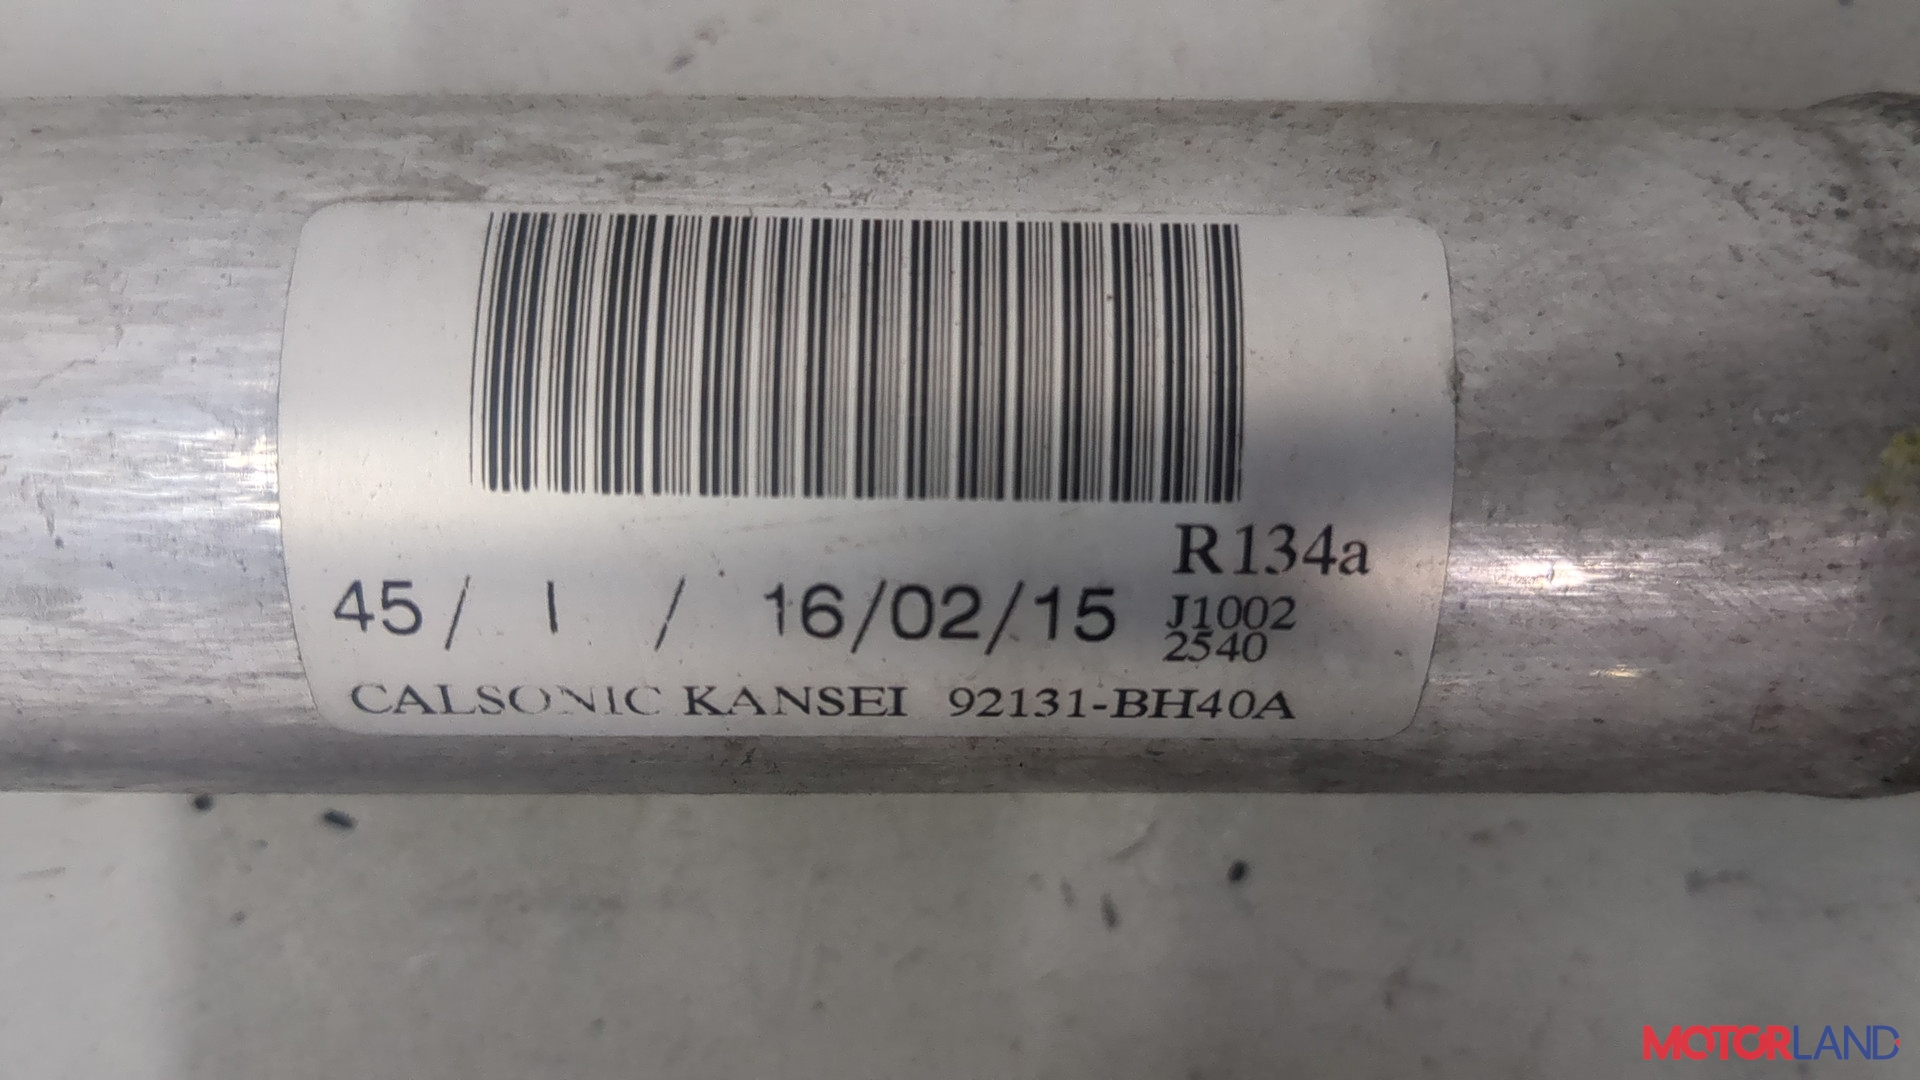 R134a
45 / I / 16/02/15 J1002
2540
CALSONIC KANSEI 92131-BH40A
MOTORLAND